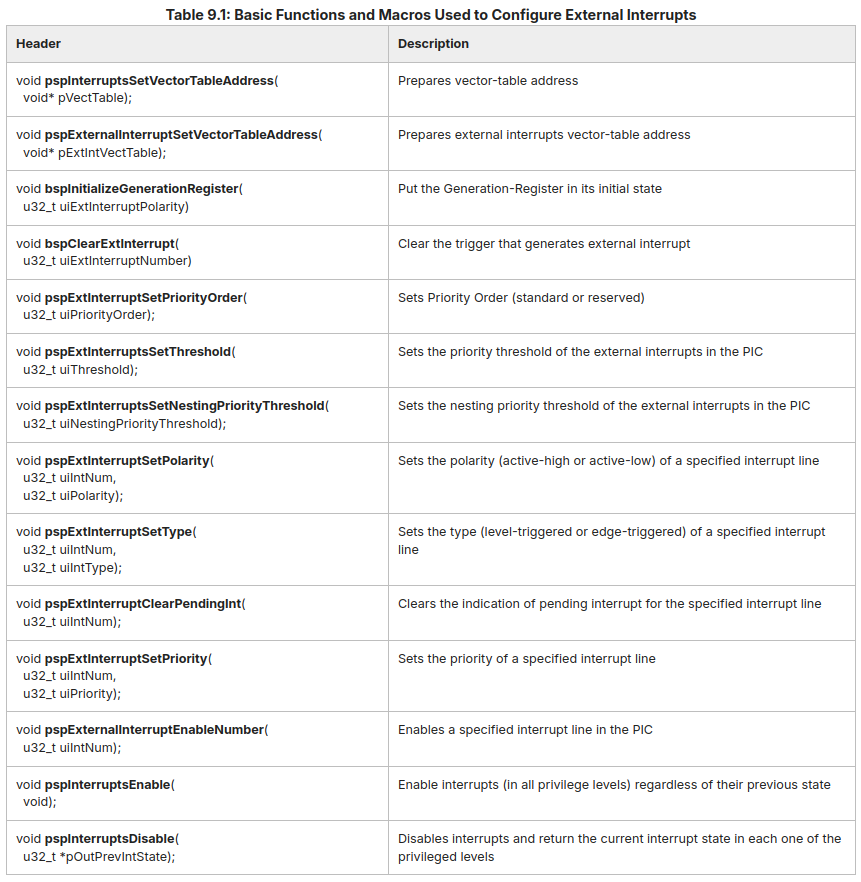 Table 9.1: Basic Functions and Macros Used to Configure External Interrupts
Header
Description
void pspInterruptsSetVectorTableAddress(
void* pVectTable);
Prepares vector-table address
void pspExternalInterruptSetVectorTableAddress(
void* pExtIntVectTable);
Prepares external interrupts vector-table address
void bspInitializeGenerationRegister(
u32_t uiExtInterruptPolarity)
Put the Generation-Register in its initial state
void bspClearExtInterrupt(
u32_t uiExtInterruptNumber)
Clear the trigger that generates external interrupt
void pspExtInterruptSetPriorityOrder(
u32_t uiPriorityOrder);
Sets Priority Order (standard or reserved)
void pspExtInterruptsSetThreshold(
u32_t uiThreshold);
Sets the priority threshold of the external interrupts in the PIC
void pspExtInterruptsSetNestingPriorityThreshold(
u32_t uiNestingPriorityThreshold);
Sets the nesting priority threshold of the external interrupts in the PIC
void pspExtInterruptSetPolarity(
u32_t uiIntNum,
u32_t uiPolarity);
Sets the polarity (active-high or active-low) of a specified interrupt line
void pspExtInterruptSetType(
u32_t uiIntNum,
u32_t uiIntType);
Sets the type (level-triggered or edge-triggered) of a specified interrupt
line
void pspExtInterruptClearPendingInt(
u32_t uiIntNum);
Clears the indication of pending interrupt for the specified interrupt line
void pspExtInterruptSetPriority(
u32_t uiIntNum,
u32_t uiPriority);
Sets the priority of a specified interrupt line
void pspExternalInterruptEnableNumber(
u32_t uiIntNum);
Enables a specified interrupt line in the PIC
void pspInterruptsEnable(
void);
Enable interrupts (in all privilege levels) regardless of their previous state
void pspInterruptsDisable(
u32_t *pOutPrevIntState);
Disables interrupts and return the current interrupt state in each one of the
privileged levels